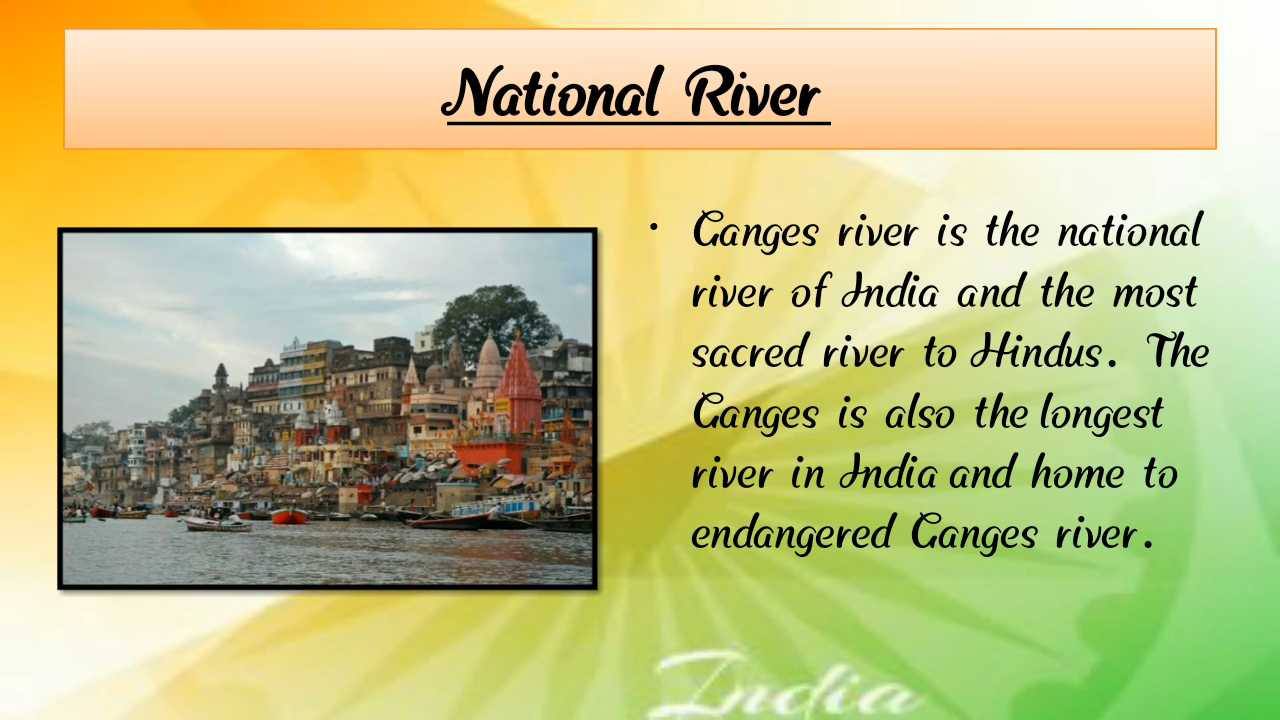 National River
• Ganges river is the national
river of India and the most
sacred river to Hindus. The
Ganges is also the longest
river in India and home to
endangered Ganges river.
India